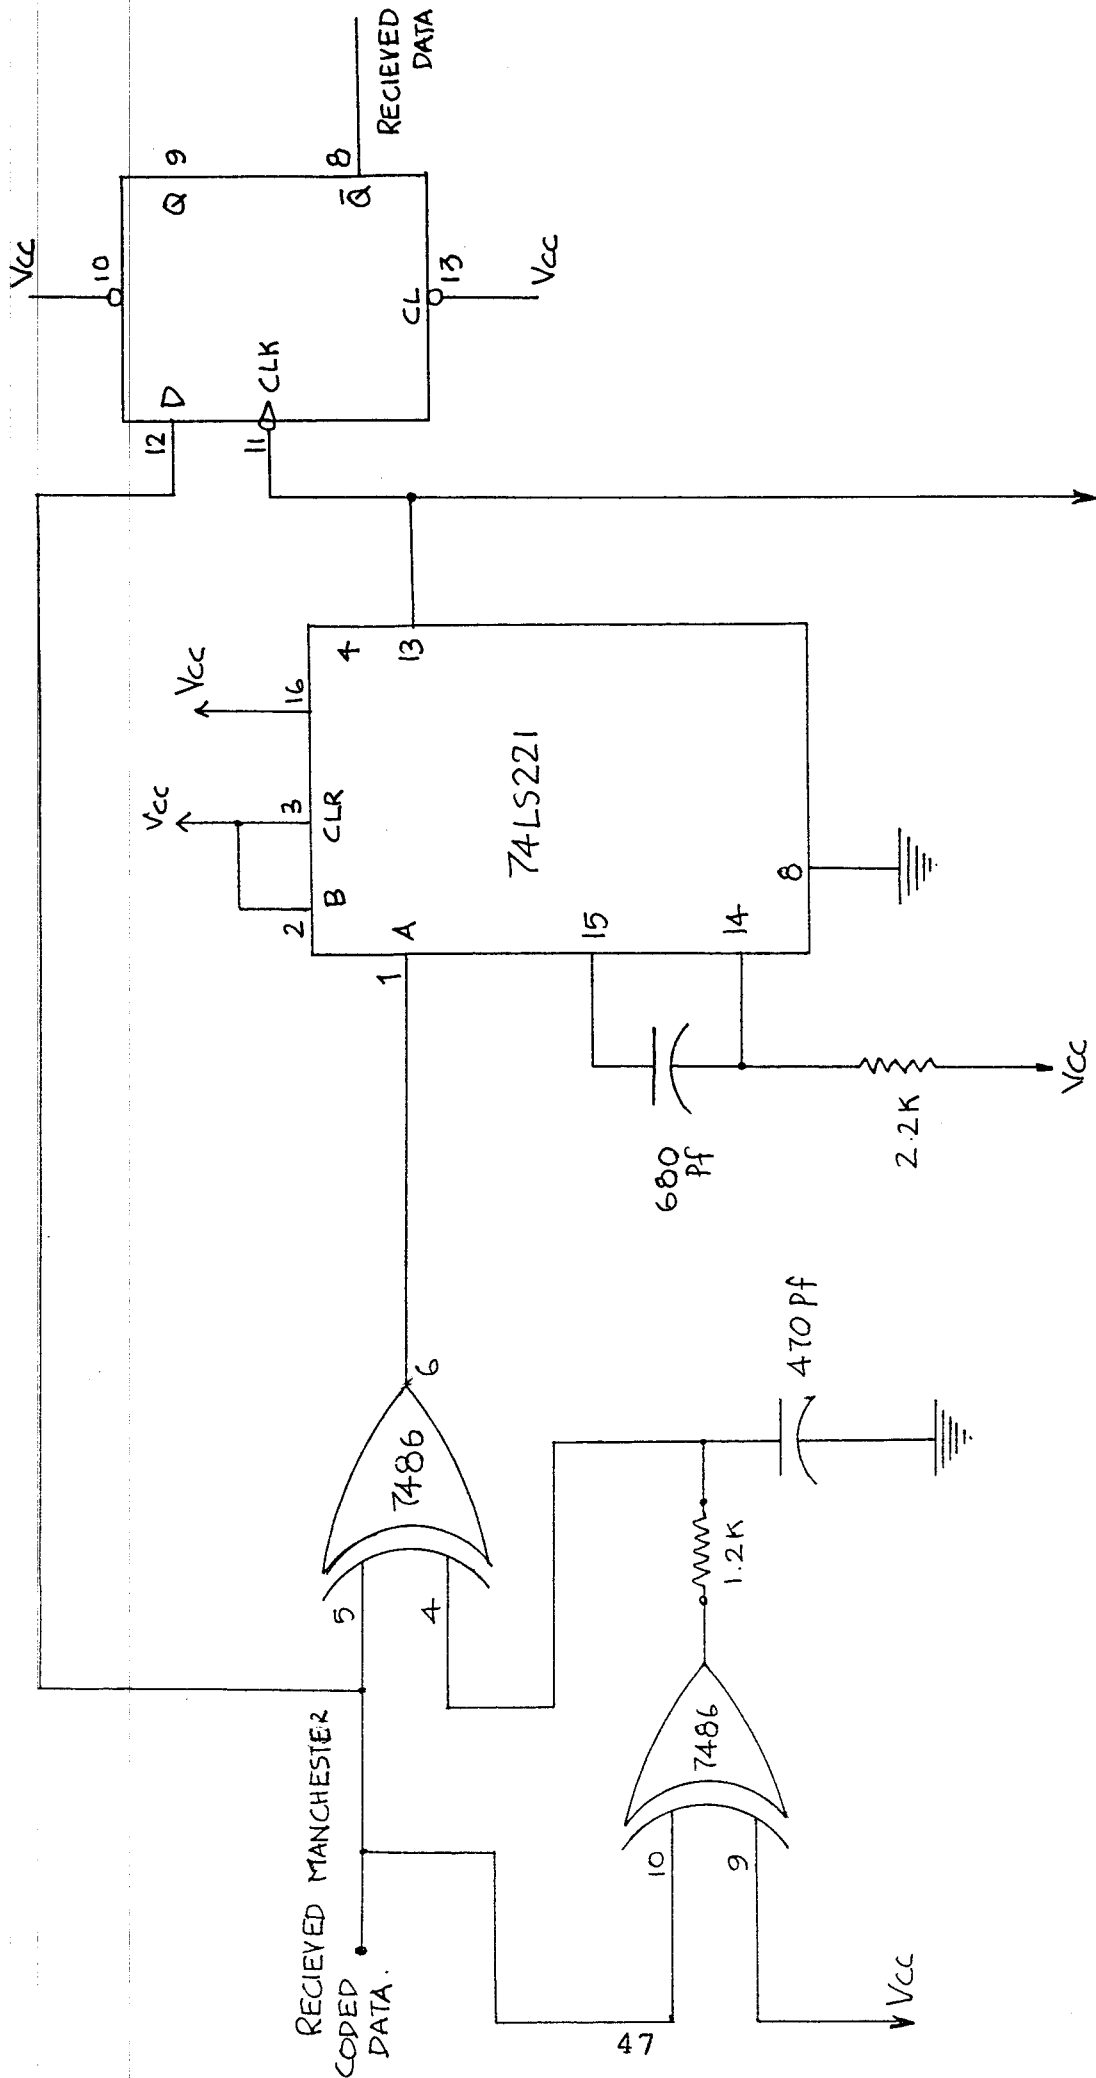 Vcc
10
D
12
Q
9
11
CLK
Q̄
8
CL
13
Vcc
RECIEVED
DATA
Vcc
Vcc
16
3
2
B
CLR
4
13
1
A
74LS221
15
14
8
680
Pf
2.2K
Vcc
RECIEVED MANCHESTER
CODED
DATA.
5
4
7486
6
10
9
7486
1.2K
470 Pf
Vcc
47